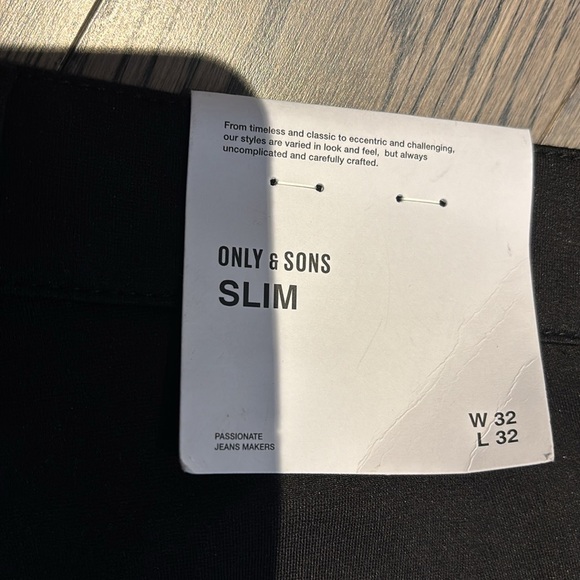 From timeless and classic to eccentric and challenging,
our styles are varied in look and feel, but always
uncomplicated and carefully crafted.
ONLY & SONS
SLIM
PASSIONATE
JEANS MAKERS
W 32
L 32